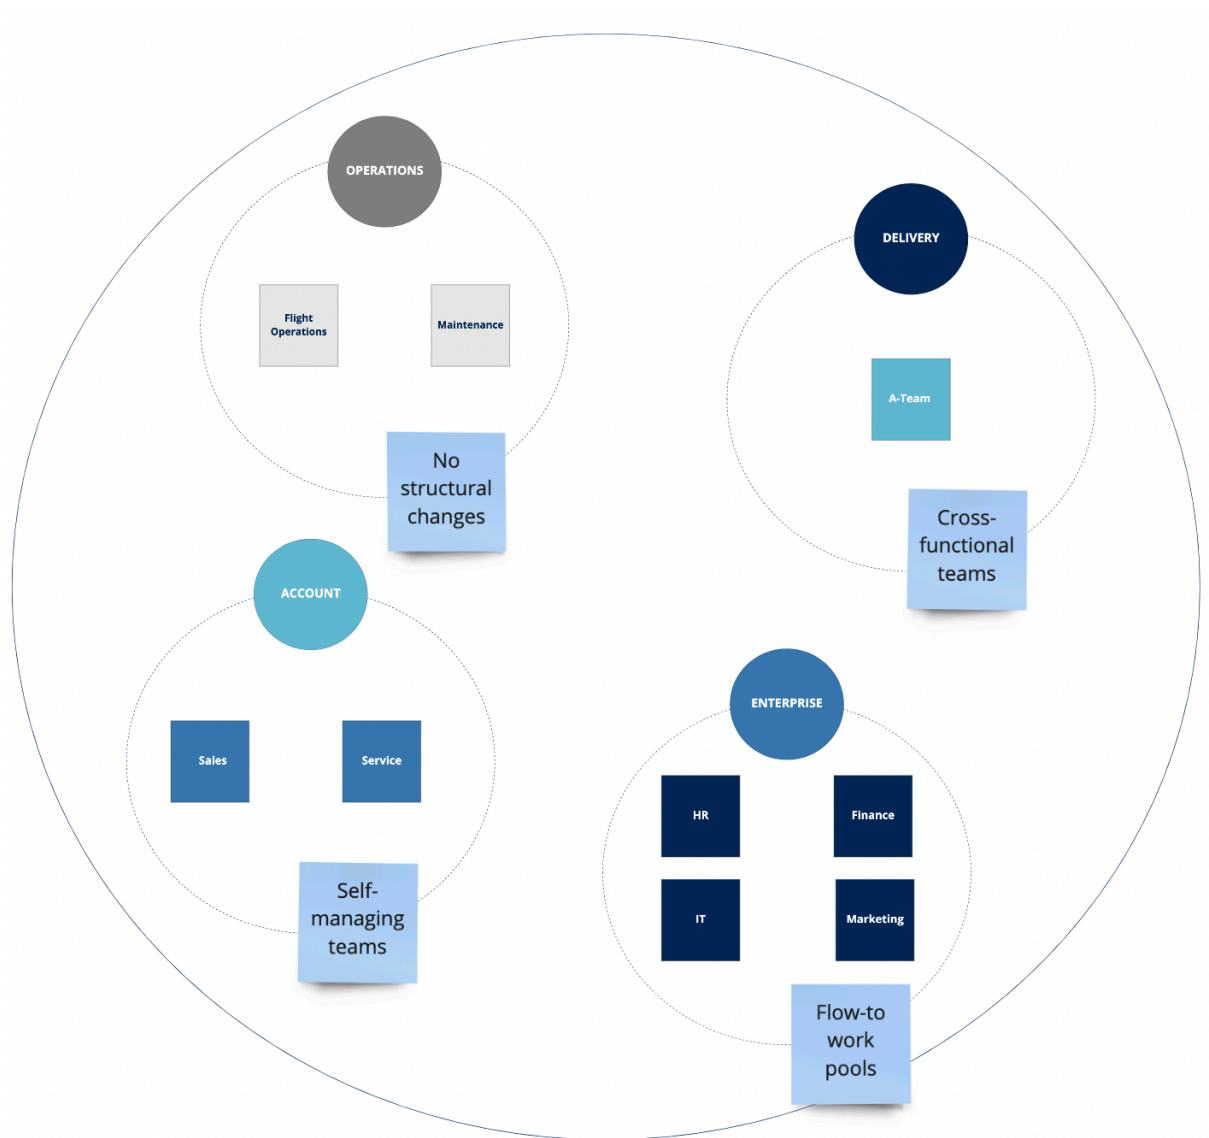 OPERATIONS
Flight
Operations
Maintenance
No
structural
changes
DELIVERY
A-Team
Cross-
functional
teams
ACCOUNT
Sales
Service
Self-
managing
teams
ENTERPRISE
HR
Finance
IT
Marketing
Flow-to
work
pools